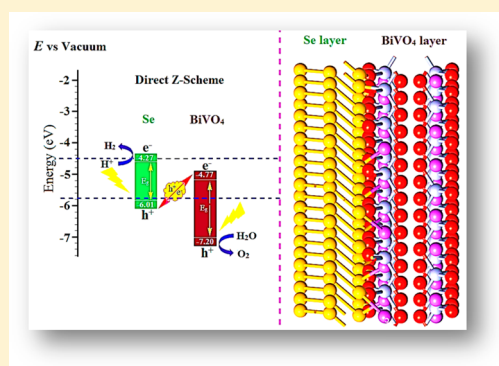 E vs Vacuum
Direct Z-Scheme
Se
BiVO₄
Energy (eV)
-2
-3
-4
-5
-6
-7
H₂
H⁺
e⁻
-4.27
Eg
-6.01
h⁺
h⁺
e⁻
e⁻
-4.77
Eg
-7.20
h⁺
H₂O
O₂
Se layer
BiVO₄ layer